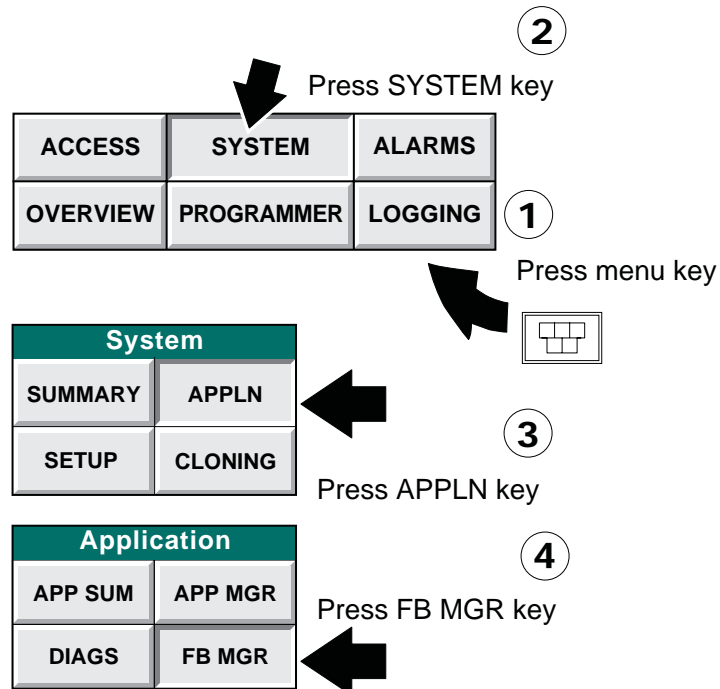 2
Press SYSTEM key
ACCESS SYSTEM ALARMS
OVERVIEW PROGRAMMER LOGGING
1
Press menu key
System
SUMMARY APPLN
SETUP CLONING
3
Press APPLN key
Application
APP SUM APP MGR
DIAGS FB MGR
4
Press FB MGR key